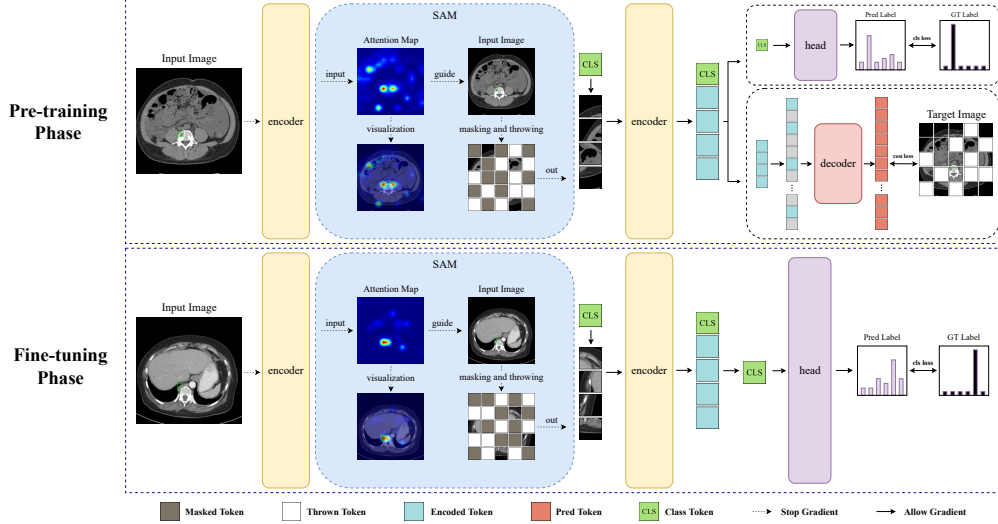 Pre-training
Phase
Input Image
encoder
SAM
Attention Map
Input Image
input
guide
visualization
masking and throwing
out
CLS
encoder
CLS
CLS
head
Pred Label
cls loss
GT Label
decoder
con loss
Target Image
Fine-tuning
Phase
Input Image
encoder
SAM
Attention Map
Input Image
input
guide
visualization
masking and throwing
out
CLS
encoder
CLS
CLS
head
Pred Label
cls loss
GT Label
Masked Token
Thrown Token
Encoded Token
Pred Token
CLS
Class Token
Stop Gradient
Allow Gradient